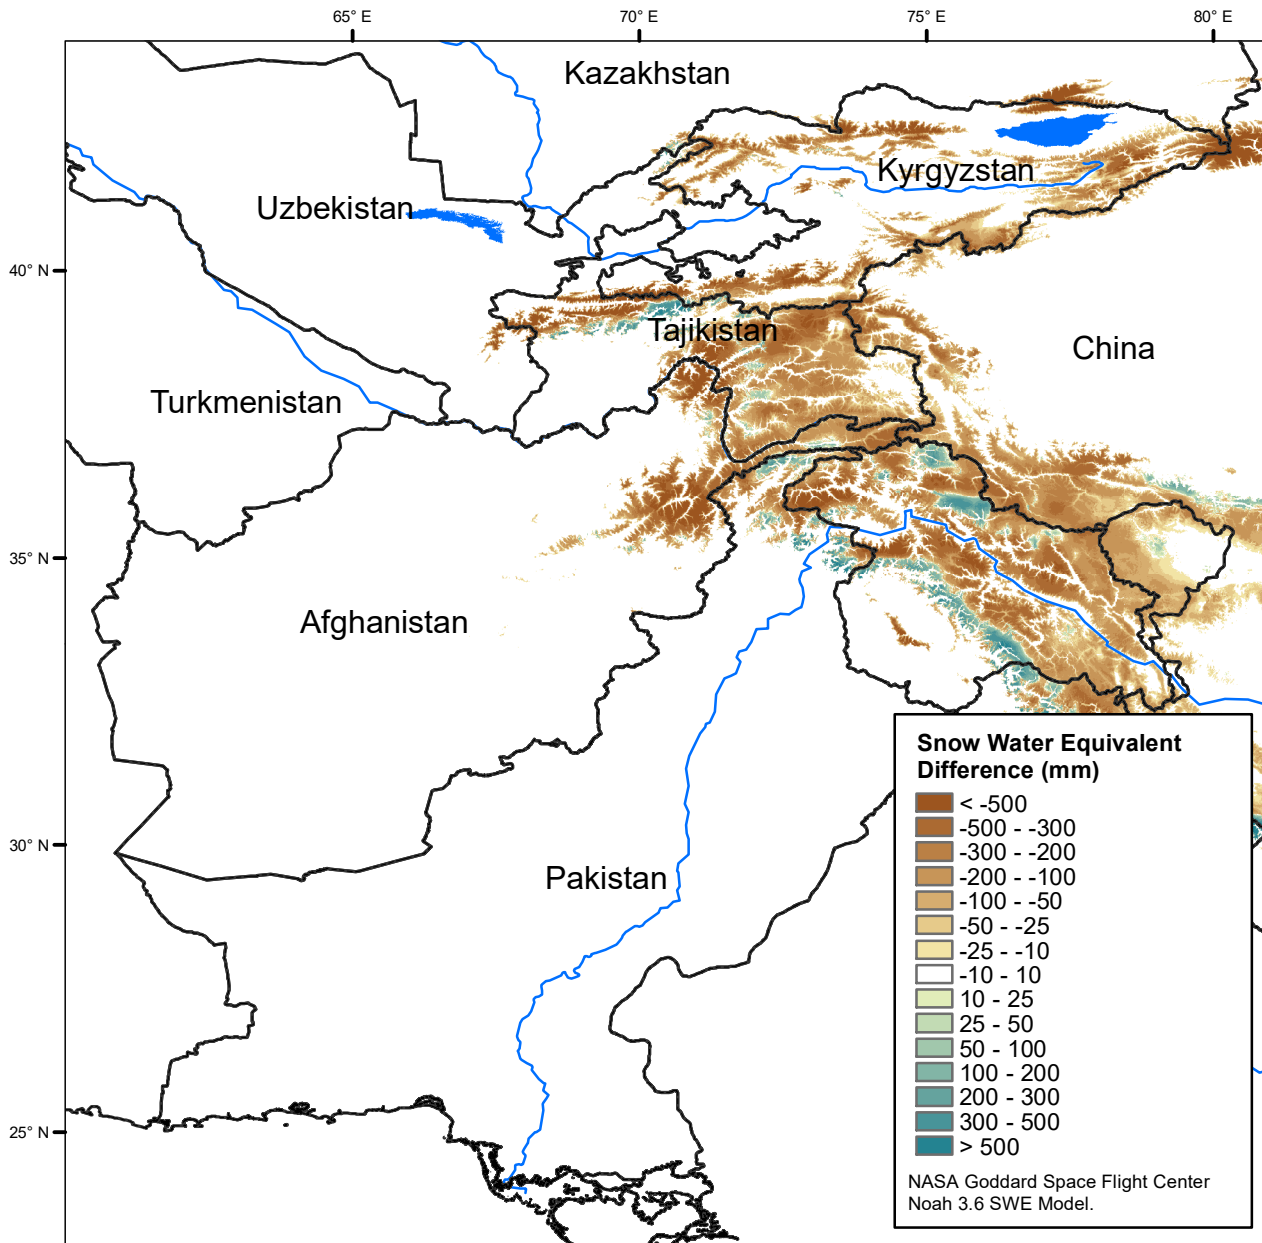 65° E
70° E
75° E
80° E
Kazakhstan
Kyrgyzstan
Uzbekistan
40° N
Tajikistan
China
Turkmenistan
35° N
Afghanistan
30° N
Pakistan
25° N
Snow Water Equivalent
Difference (mm)
< -500
-500 - -300
-300 - -200
-200 - -100
-100 - -50
-50 - -25
-25 - -10
-10 - 10
10 - 25
25 - 50
50 - 100
100 - 200
200 - 300
300 - 500
> 500
NASA Goddard Space Flight Center
Noah 3.6 SWE Model.